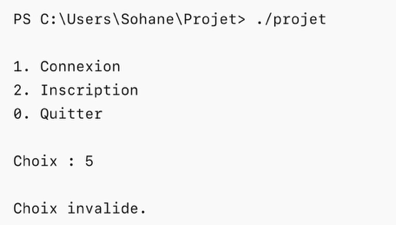 PS C:\Users\Sohane\Projet> ./projet
1. Connexion
2. Inscription
0. Quitter
Choix : 5
Choix invalide.